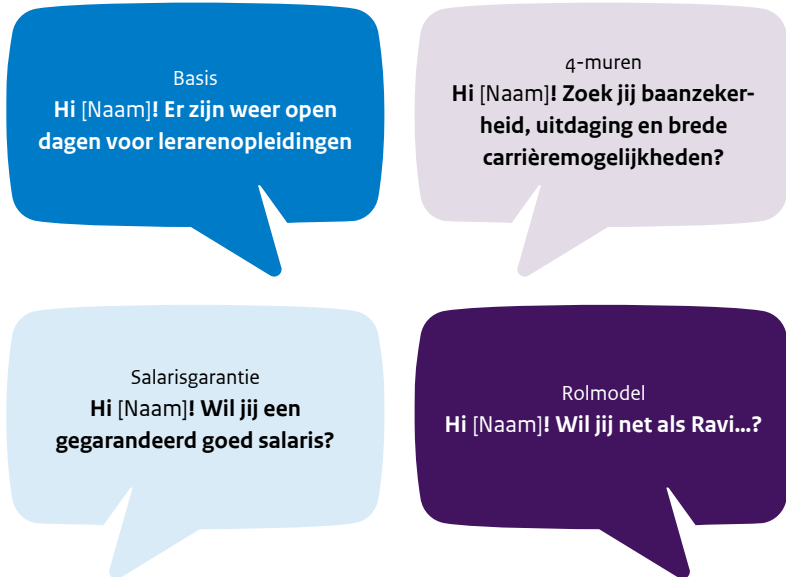 Basis
Hi [Naam]! Er zijn weer open
dagen voor lerarenopleidingen
4-muren
Hi [Naam]! Zoek jij baanzeker-
heid, uitdaging en brede
carrièremogelijkheden?
Salarisgarantie
Hi [Naam]! Wil jij een
gegarandeerd goed salaris?
Rolmodel
Hi [Naam]! Wil jij net als Ravi...?